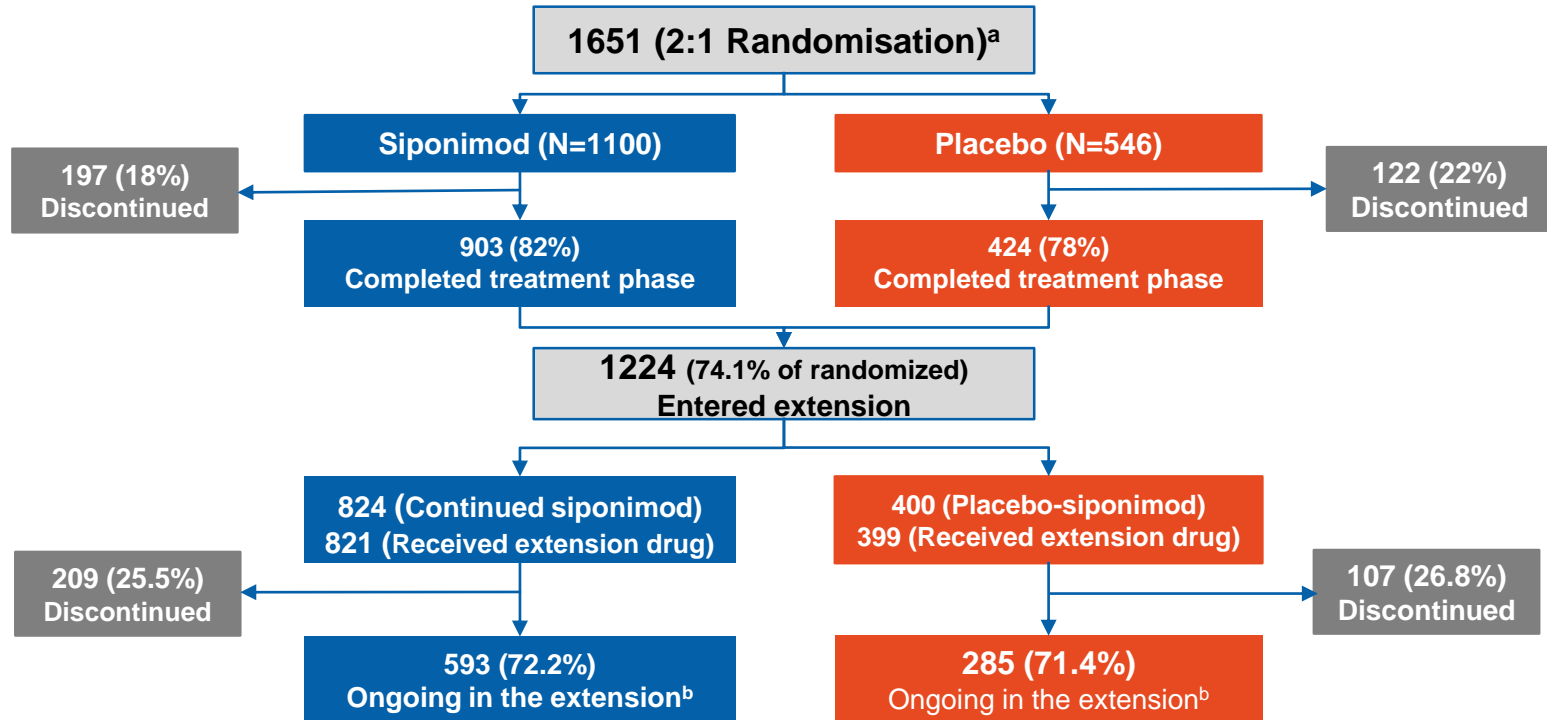 1651 (2:1 Randomisation)ᵃ
Siponimod (N=1100)
Placebo (N=546)
197 (18%)
Discontinued
122 (22%)
Discontinued
903 (82%)
Completed treatment phase
424 (78%)
Completed treatment phase
1224 (74.1% of randomized)
Entered extension
824 (Continued siponimod)
821 (Received extension drug)
400 (Placebo-siponimod)
399 (Received extension drug)
209 (25.5%)
Discontinued
107 (26.8%)
Discontinued
593 (72.2%)
Ongoing in the extensionᵇ
285 (71.4%)
Ongoing in the extensionᵇ